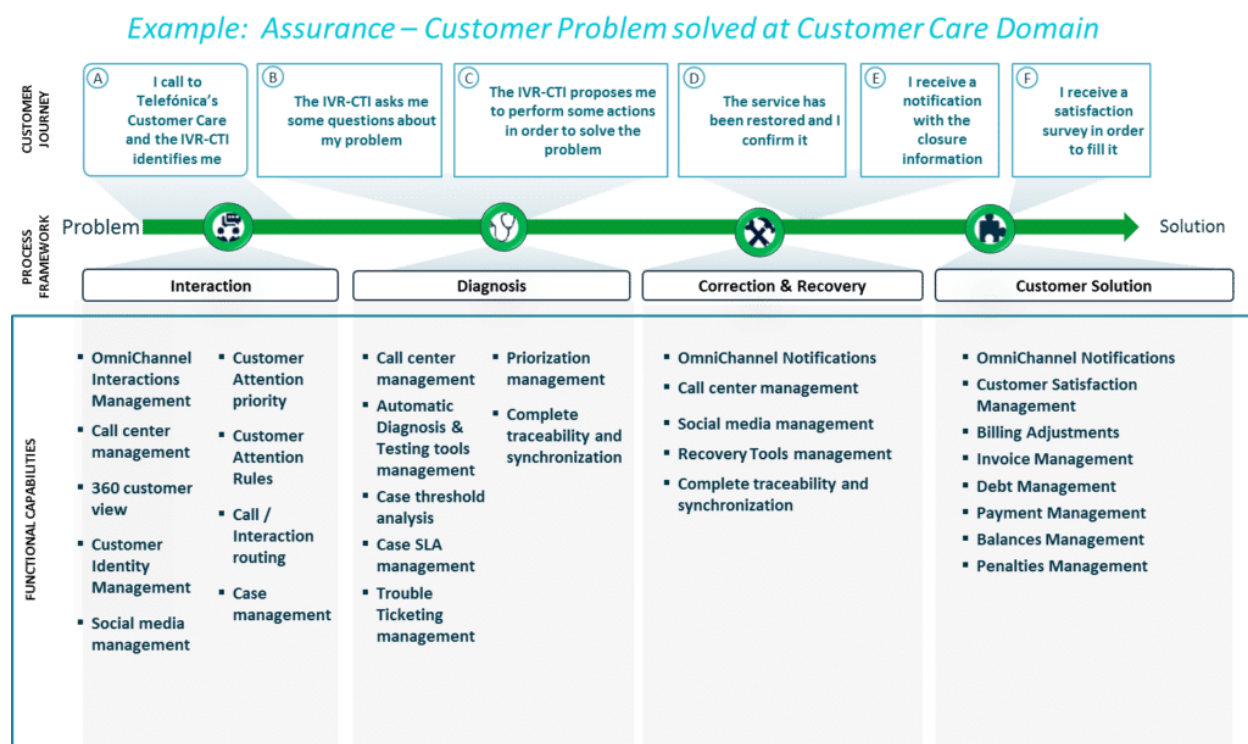 Example: Assurance – Customer Problem solved at Customer Care Domain
CUSTOMER
JOURNEY
A
I call to
Telefónica's
Customer Care
and the IVR-CTI
identifies me
B
The IVR-CTI asks me
some questions about
my problem
C
The IVR-CTI proposes me
to perform some actions
in order to solve the
problem
D
The service has
been restored and I
confirm it
E
I receive a
notification
with the
closure
information
F
I receive a
satisfaction
survey in order
to fill it
PROCESS
FRAMEWORK
Problem
Solution
Interaction
Diagnosis
Correction & Recovery
Customer Solution
FUNCTIONAL CAPABILITIES
▪ OmniChannel
Interactions
Management
▪ Call center
management
▪ 360 customer
view
▪ Customer
Identity
Management
▪ Social media
management
▪ Customer
Attention
priority
▪ Customer
Attention
Rules
▪ Call /
Interaction
routing
▪ Case
management
▪ Call center
management
▪ Automatic
Diagnosis &
Testing tools
management
▪ Case threshold
analysis
▪ Case SLA
management
▪ Trouble
Ticketing
management
▪ Priorization
management
▪ Complete
traceability and
synchronization
▪ OmniChannel Notifications
▪ Call center management
▪ Social media management
▪ Recovery Tools management
▪ Complete traceability and
synchronization
▪ OmniChannel Notifications
▪ Customer Satisfaction
Management
▪ Billing Adjustments
▪ Invoice Management
▪ Debt Management
▪ Payment Management
▪ Balances Management
▪ Penalties Management